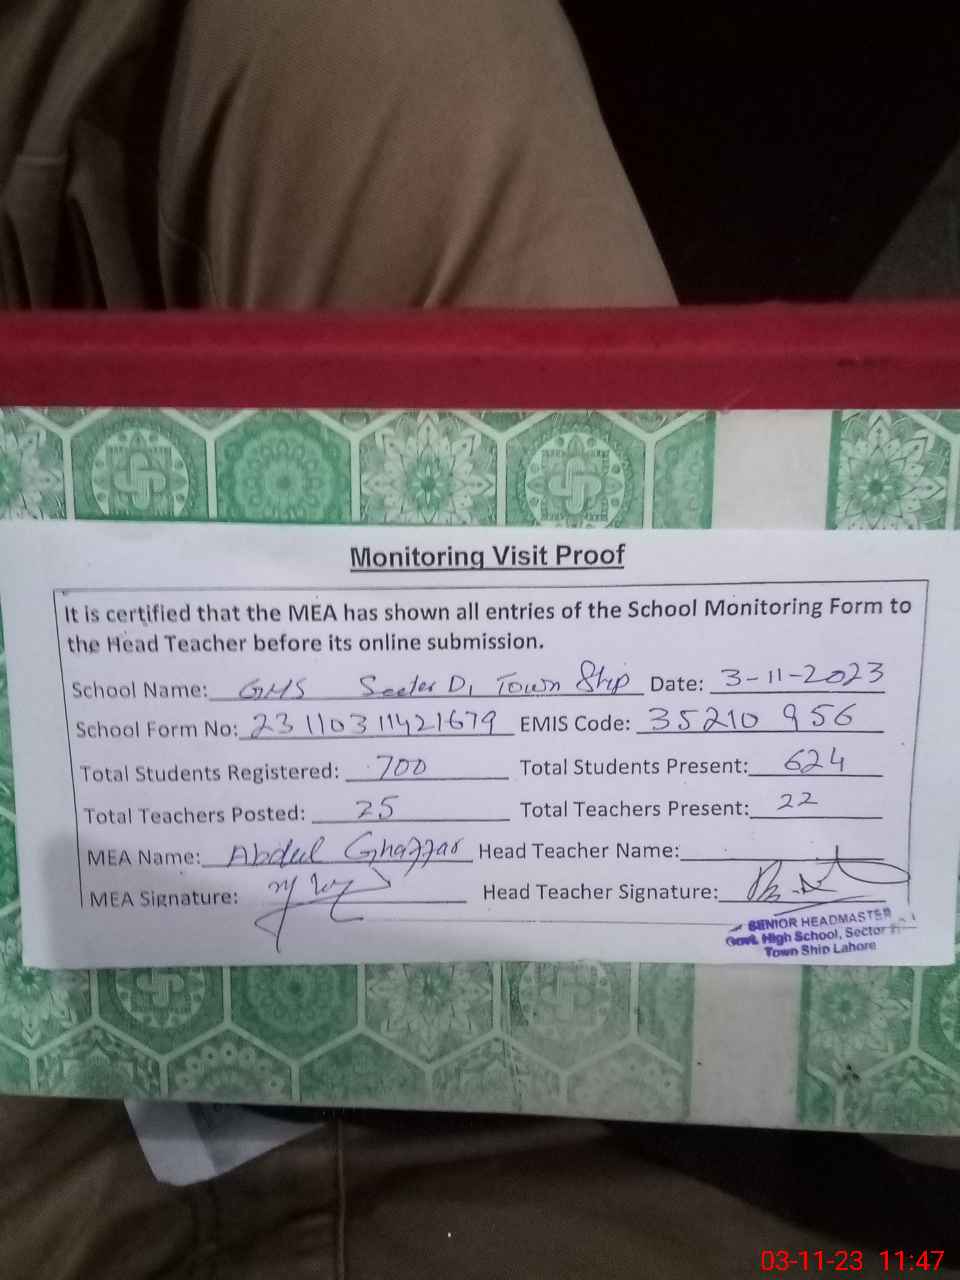 Monitoring Visit Proof
It is certified that the MEA has shown all entries of the School Monitoring Form to
the Head Teacher before its online submission.
School Name: GHS Sector D1 Town Ship Date: 3-11-2023
School Form No: 231103111421679 EMIS Code: 35210 956
Total Students Registered: 700 Total Students Present: 624
Total Teachers Posted: 25 Total Teachers Present: 22
MEA Name: Abdul Ghaffar Head Teacher Name:
MEA Signature: Head Teacher Signature:
SENIOR HEADMASTER
Govt. High School, Sector
Town Ship Lahore
03-11-23 11:47